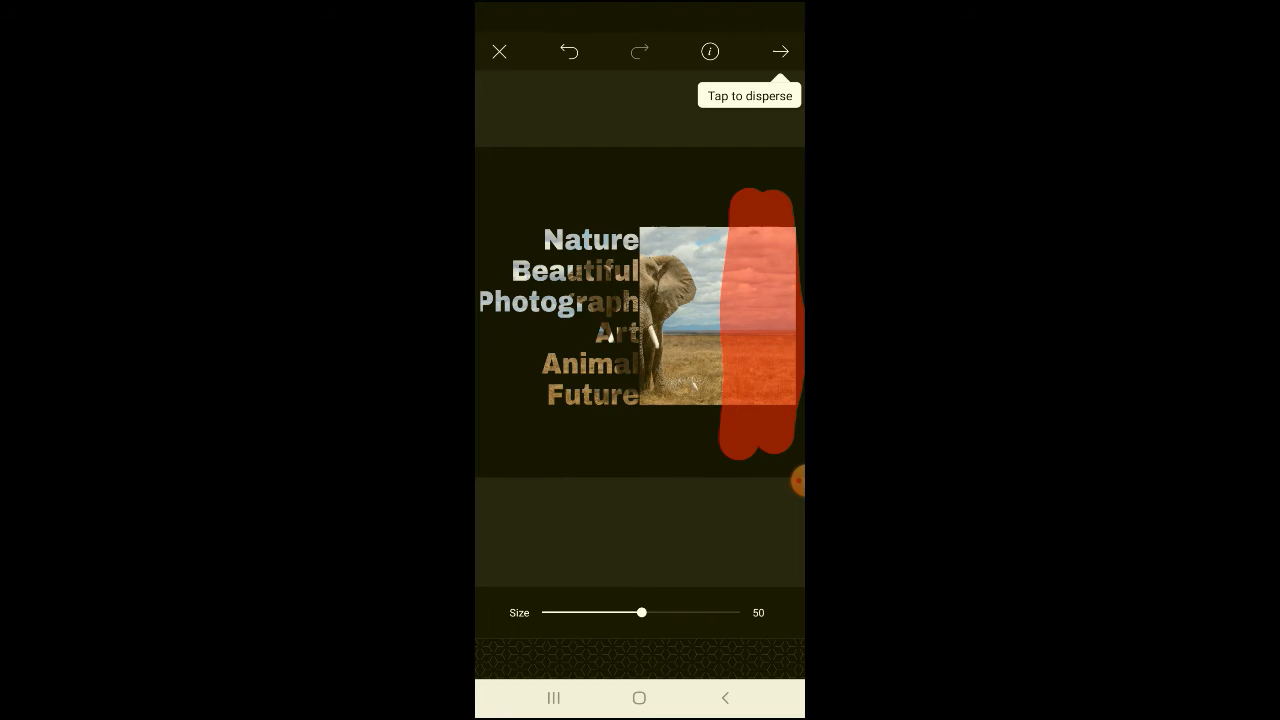 Tap to disperse
Nature
Beautiful
Photograph
Art
Animal
Future
Size 50